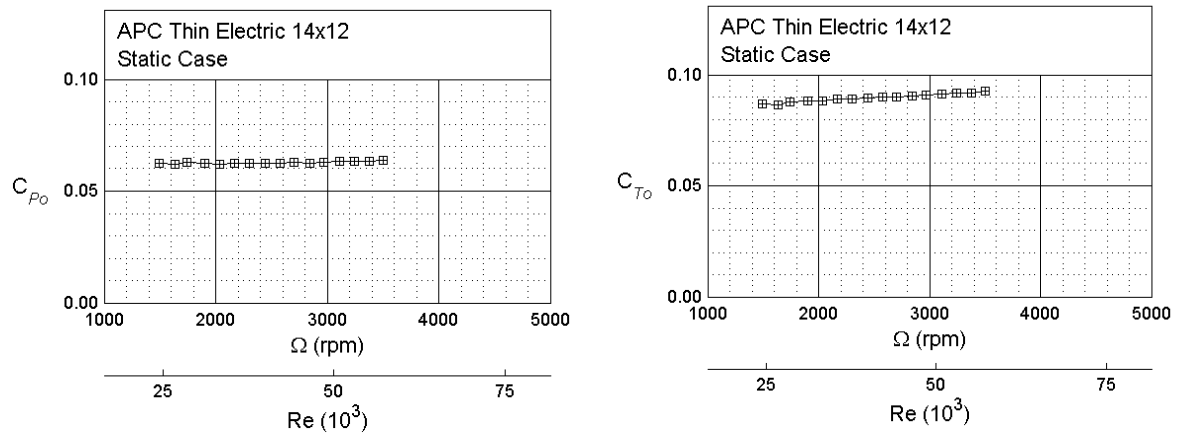 APC Thin Electric 14x12
Static Case
0.10
0.05
0.00
C_Po
1000 2000 3000 4000 5000
Ω (rpm)
25 50 75
Re (10^3)
APC Thin Electric 14x12
Static Case
0.10
0.05
0.00
C_To
1000 2000 3000 4000 5000
Ω (rpm)
25 50 75
Re (10^3)